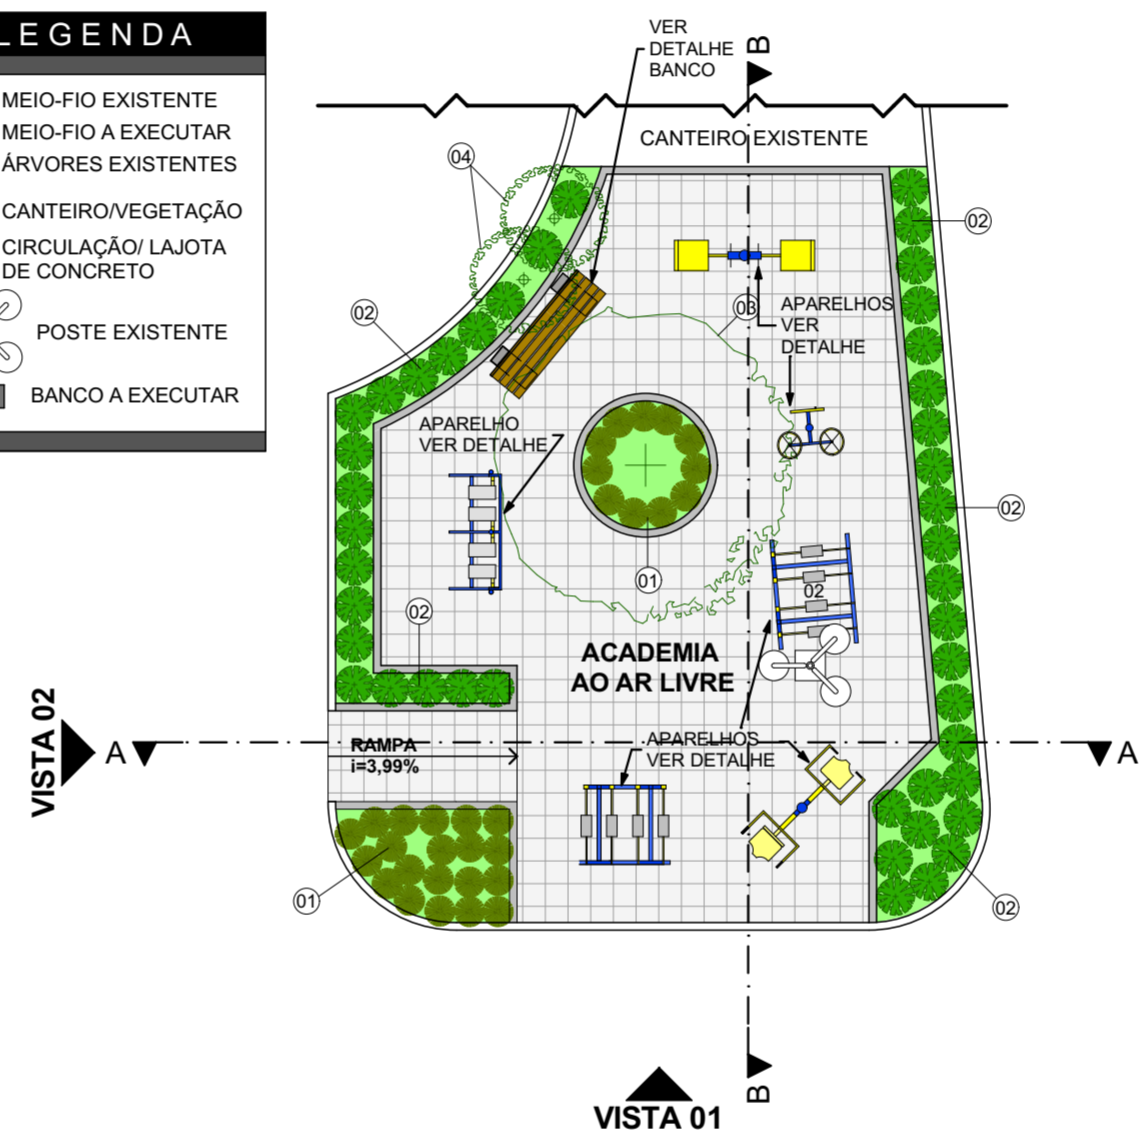 LEGENDA
MEIO-FIO EXISTENTE
MEIO-FIO A EXECUTAR
ÁRVORES EXISTENTES
CANTEIRO/VEGETAÇÃO
CIRCULAÇÃO/ LAJOTA
DE CONCRETO
POSTE EXISTENTE
BANCO A EXECUTAR
VER
DETALHE
BANCO
B
CANTEIRO EXISTENTE
04
02
02
03
APARELHOS
VER
DETALHE
02
APARELHO
VER DETALHE
02
01
02
02
ACADEMIA
AO AR LIVRE
VISTA 02
A
RAMPA
i=3,99%
APARELHOS
VER DETALHE
A
01
02
B
VISTA 01